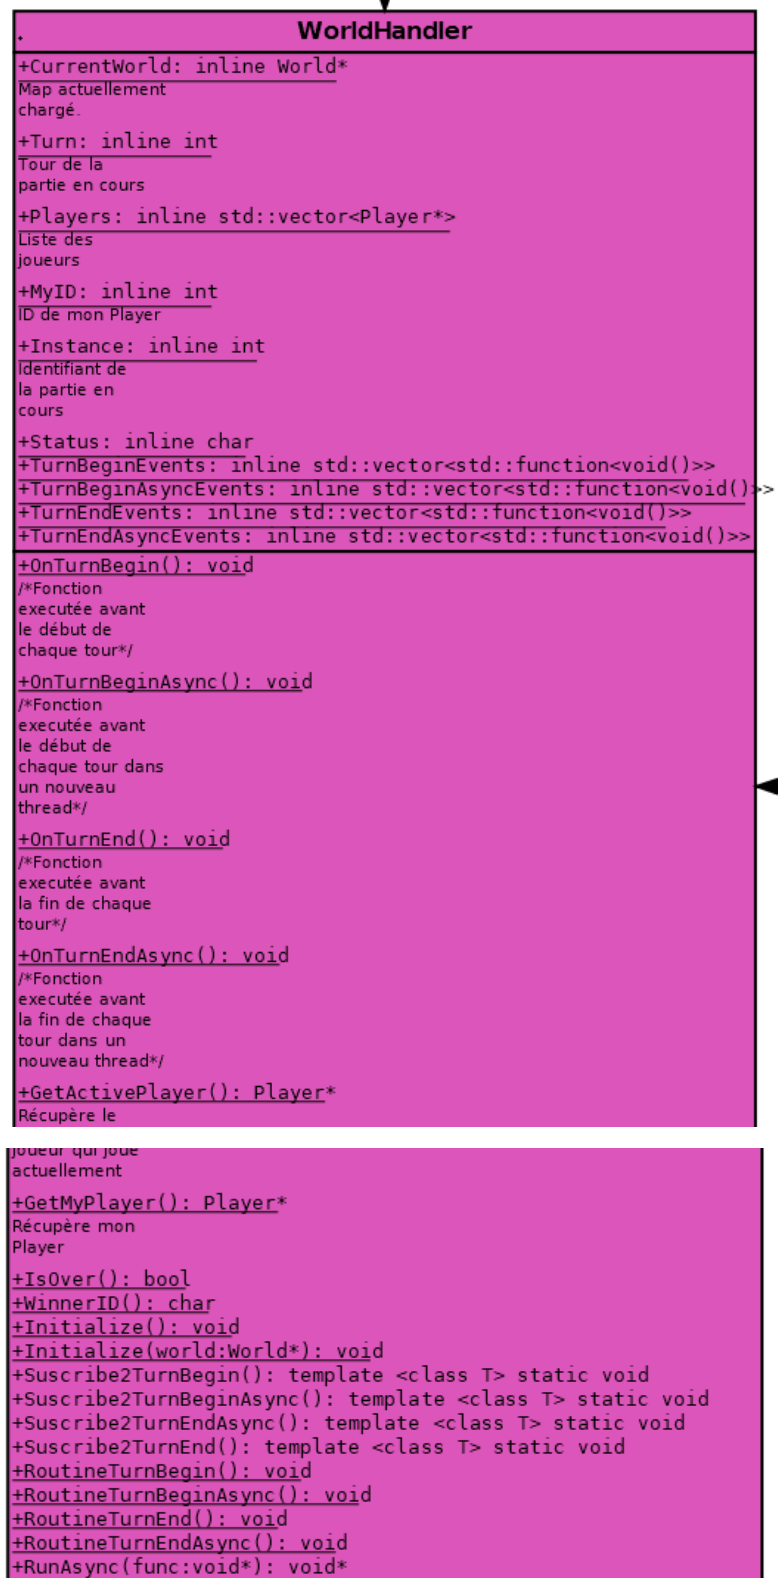 WorldHandler
+CurrentWorld: inline World*
Map actuellement
chargé.
+Turn: inline int
Tour de la
partie en cours
+Players: inline std::vector<Player*>
Liste des
joueurs
+MyID: inline int
ID de mon Player
+Instance: inline int
Identifiant de
la partie en
cours
+Status: inline char
+TurnBeginEvents: inline std::vector<std::function<void()>>
+TurnBeginAsyncEvents: inline std::vector<std::function<void()>>
+TurnEndEvents: inline std::vector<std::function<void()>>
+TurnEndAsyncEvents: inline std::vector<std::function<void()>>
+OnTurnBegin(): void
/*Fonction
executée avant
le début de
chaque tour*/
+OnTurnBeginAsync(): void
/*Fonction
executée avant
le début de
chaque tour dans
un nouveau
thread*/
+OnTurnEnd(): void
/*Fonction
executée avant
la fin de chaque
tour*/
+OnTurnEndAsync(): void
/*Fonction
executée avant
la fin de chaque
tour dans un
nouveau thread*/
+GetActivePlayer(): Player*
Récupère le
joueur qui joue
actuellement
+GetMyPlayer(): Player*
Récupère mon
Player
+IsOver(): bool
+WinnerID(): char
+Initialize(): void
+Initialize(world:World*): void
+Suscribe2TurnBegin(): template <class T> static void
+Suscribe2TurnBeginAsync(): template <class T> static void
+Suscribe2TurnEndAsync(): template <class T> static void
+Suscribe2TurnEnd(): template <class T> static void
+RoutineTurnBegin(): void
+RoutineTurnBeginAsync(): void
+RoutineTurnEnd(): void
+RoutineTurnEndAsync(): void
+RunAsync(func:void*): void*